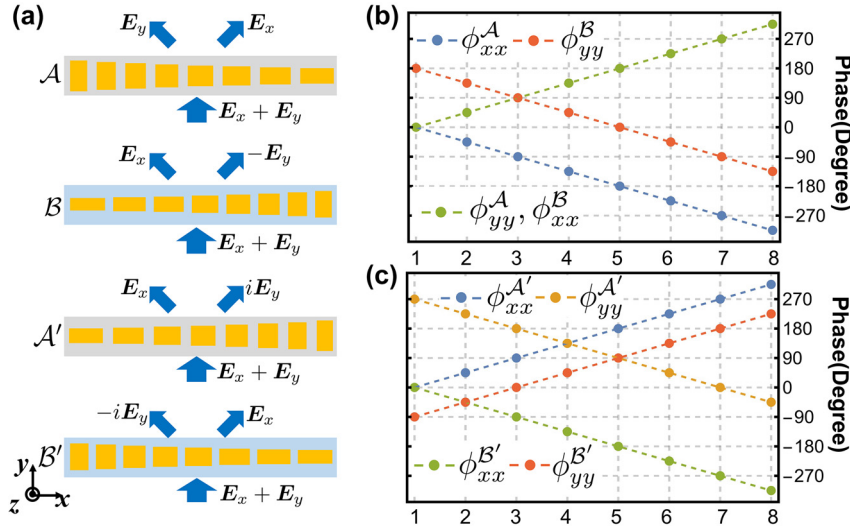 (a)
E_y E_x
𝒜
E_x + E_y
E_x −E_y
ℬ
E_x + E_y
E_x iE_y
𝒜′
E_x + E_y
−iE_y E_x
ℬ′
E_x + E_y
y
z x
(b)
ϕ_xx^𝒜 ϕ_yy^ℬ
ϕ_yy^𝒜, ϕ_xx^ℬ
270
180
90
0
−90
−180
−270
Phase(Degree)
1 2 3 4 5 6 7 8
(c)
ϕ_xx^𝒜′ ϕ_yy^𝒜′
ϕ_xx^ℬ′ ϕ_yy^ℬ′
270
180
90
0
−90
−180
−270
Phase(Degree)
1 2 3 4 5 6 7 8